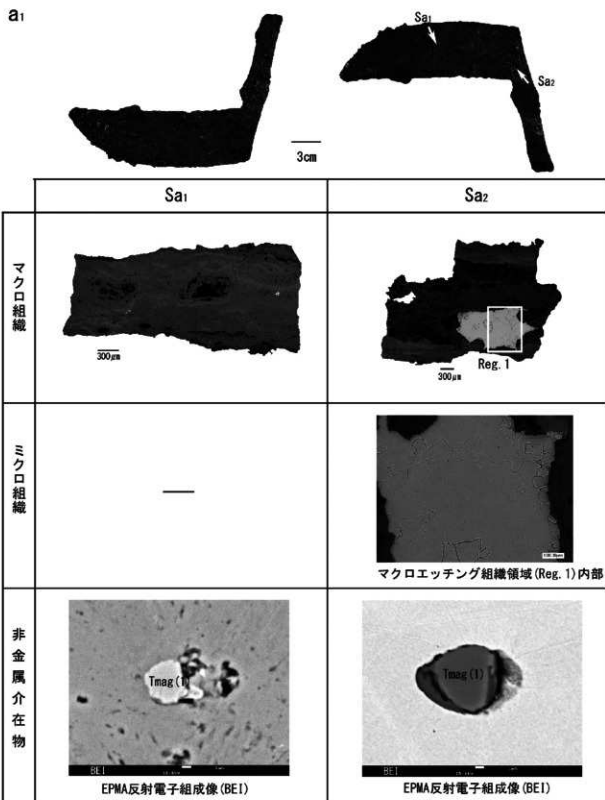 a1
Sa1
Sa2
3cm
Sa1
Sa2
マクロ組織
300μm
300μm
Reg. 1
ミクロ組織
—
マクロエッチング組織領域(Reg. 1)内部
非金属介在物
Tmag(1)
Tmag(1)
BEI
BEI
EPMA反射電子組成像(BEI)
EPMA反射電子組成像(BEI)